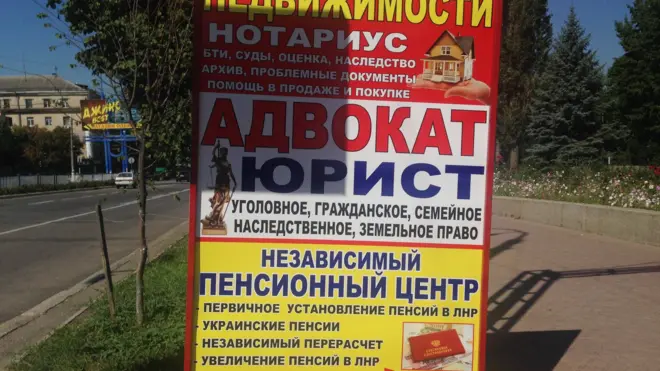 НЕДВИЖИМОСТИ
НОТАРИУС
БТИ, СУДЫ, ОЦЕНКА, НАСЛЕДСТВО
АРХИВ, ПРОБЛЕМНЫЕ ДОКУМЕНТЫ
ПОМОЩЬ В ПРОДАЖЕ И ПОКУПКЕ
АДВОКАТ
ЮРИСТ
УГОЛОВНОЕ, ГРАЖДАНСКОЕ, СЕМЕЙНОЕ
НАСЛЕДСТВЕННОЕ, ЗЕМЕЛЬНОЕ ПРАВО
НЕЗАВИСИМЫЙ
ПЕНСИОННЫЙ ЦЕНТР
- ПЕРВИЧНОЕ УСТАНОВЛЕНИЕ ПЕНСИЙ В ЛНР
- УКРАИНСКИЕ ПЕНСИИ
- НЕЗАВИСИМЫЙ ПЕРЕРАСЧЕТ
- УВЕЛИЧЕНИЕ ПЕНСИЙ В ЛНР
ДЖИНС